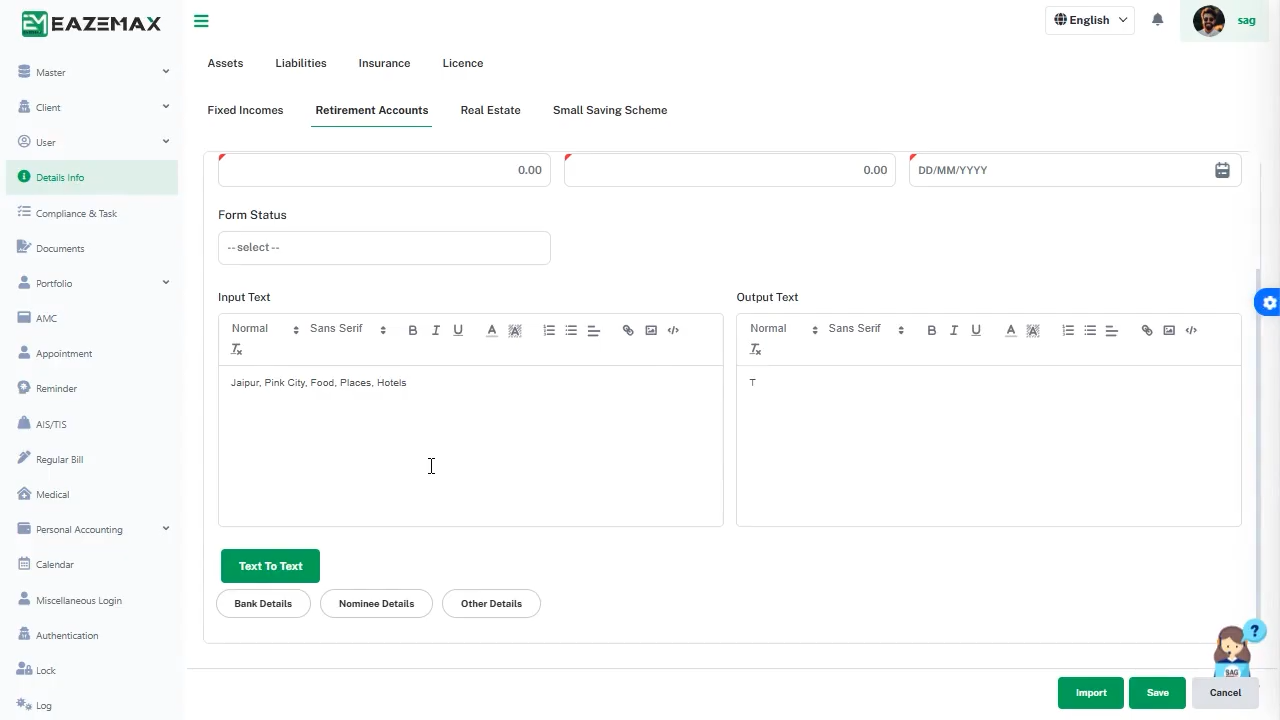 EAZEMAX
English
sag
Assets
Liabilities
Insurance
Licence
Fixed Incomes
Retirement Accounts
Real Estate
Small Saving Scheme
Master
Client
User
Details Info
Compliance & Task
Documents
Portfolio
AMC
Appointment
Reminder
AIS/TIS
Regular Bill
Medical
Personal Accounting
Calendar
Miscellaneous Login
Authentication
Lock
Log
0.00
0.00
DD/MM/YYYY
Form Status
--select--
Input Text
Output Text
Normal
Sans Serif
Normal
Sans Serif
Jaipur, Pink City, Food, Places, Hotels
T
Text To Text
Bank Details
Nominee Details
Other Details
?
SAG
Import
Save
Cancel